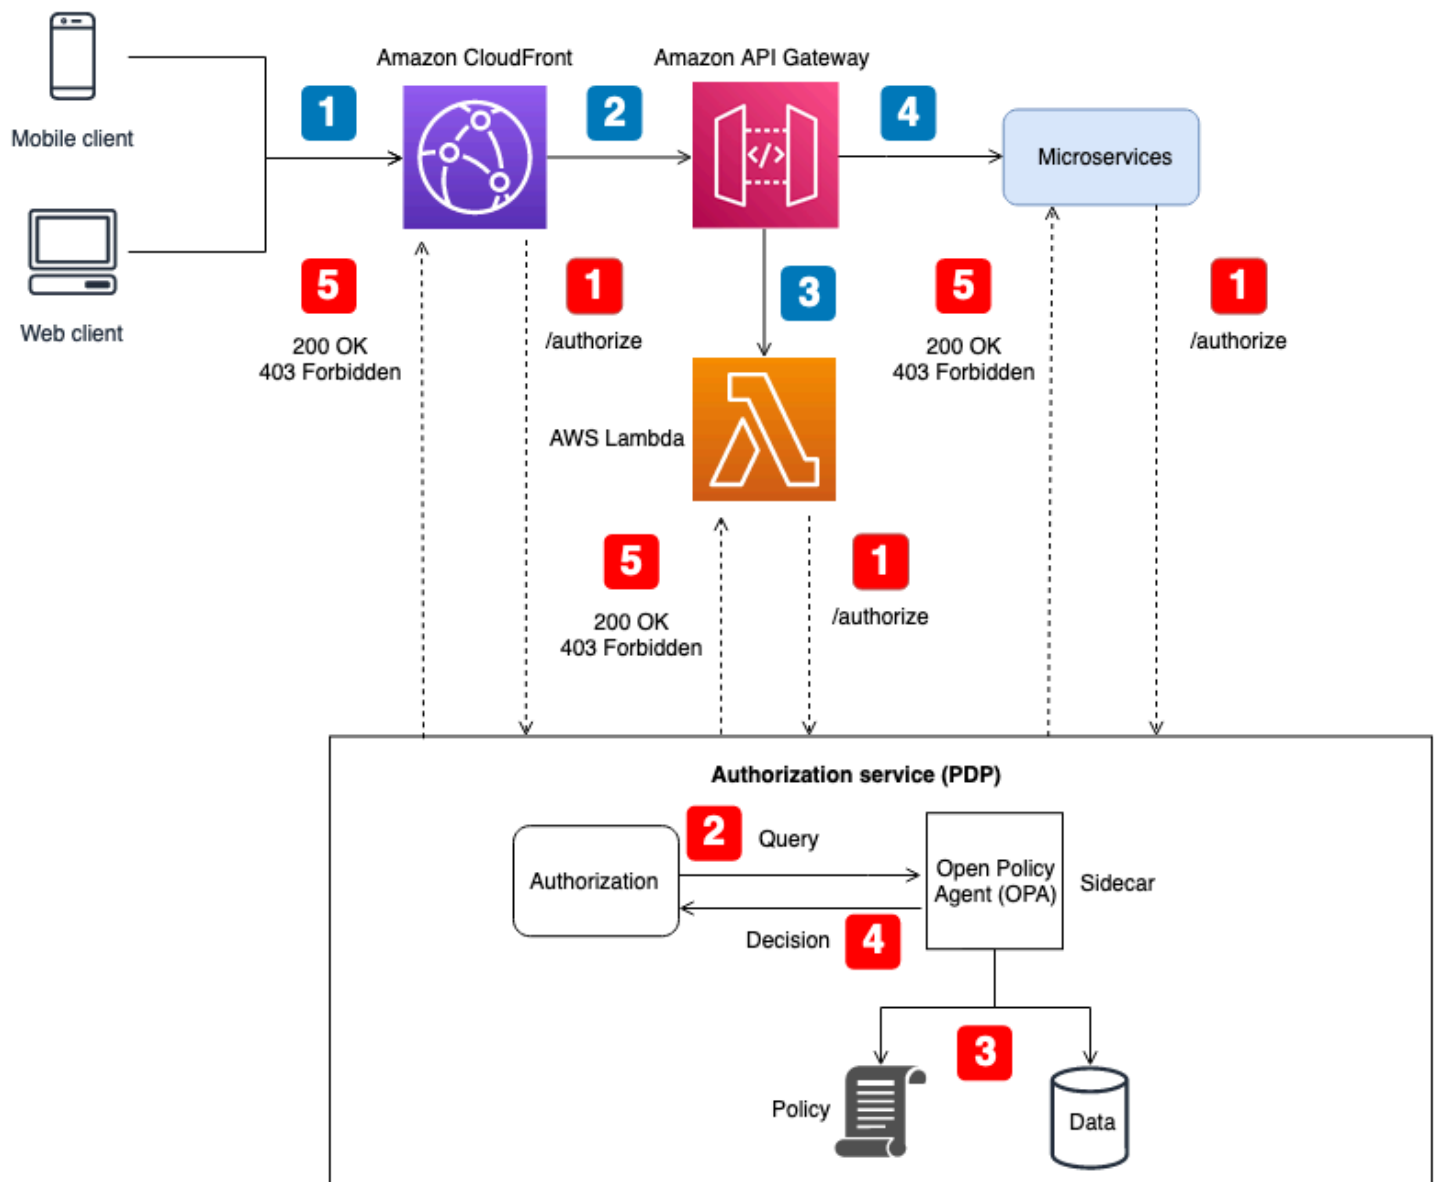 Amazon CloudFront
Amazon API Gateway
1
2
4
Mobile client
Microservices
</>
5
1
3
5
1
Web client
200 OK
403 Forbidden
/authorize
200 OK
403 Forbidden
/authorize
AWS Lambda
5
1
200 OK
403 Forbidden
/authorize
Authorization service (PDP)
2
Query
Authorization
Open Policy
Agent (OPA)
Sidecar
Decision
4
3
Policy
Data